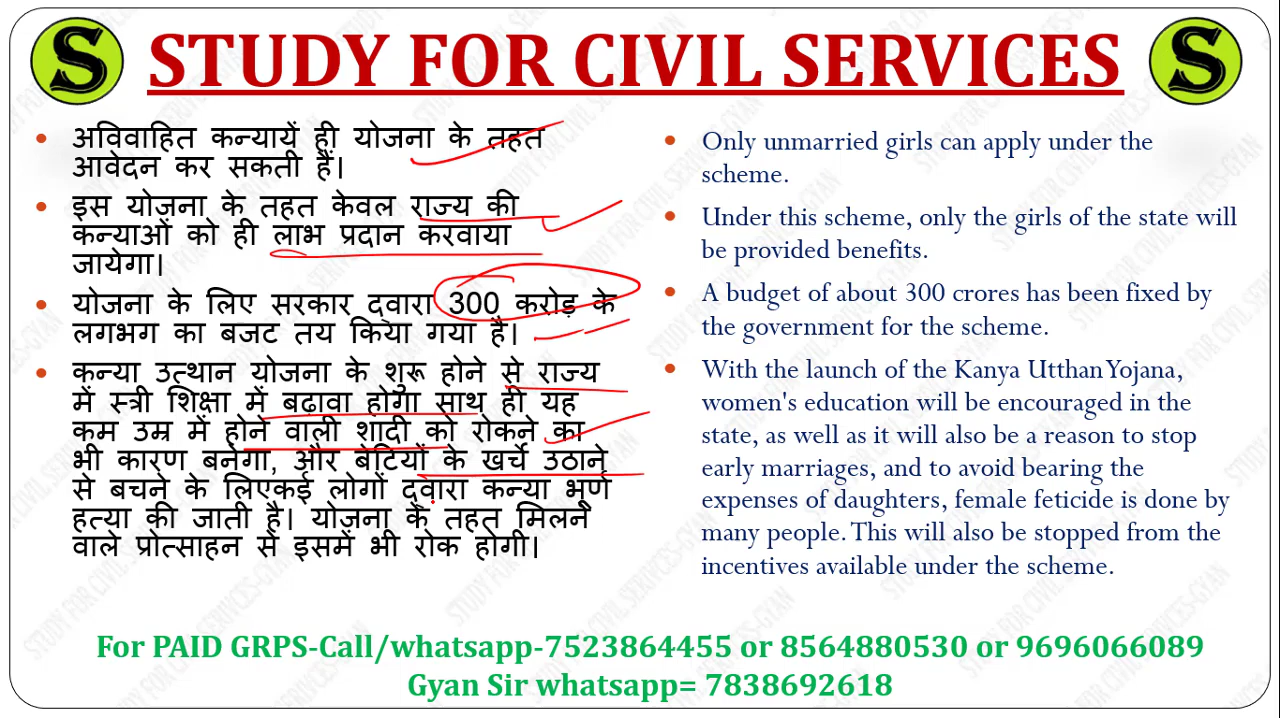 S
STUDY FOR CIVIL SERVICES
S
• अविवाहित कन्यायें ही योजना के तहत
आवेदन कर सकती हैं।
• इस योजना के तहत केवल राज्य की
कन्याओं को ही लाभ प्रदान करवाया
जायेगा।
• योजना के लिए सरकार द्वारा 300 करोड़ के
लगभग का बजट तय किया गया है।
• कन्या उत्थान योजना के शुरू होने से राज्य
में स्त्री शिक्षा में बढ़ावा होगा साथ ही यह
कम उम्र में होने वाली शादी को रोकने का
भी कारण बनेगा, और बेटियों के खर्चे उठाने
से बचने के लिएकई लोगों द्वारा कन्या भूर्ण
हत्या की जाती है। योजना के तहत मिलने
वाले प्रोत्साहन से इसमें भी रोक होगी।
• Only unmarried girls can apply under the
scheme.
• Under this scheme, only the girls of the state will
be provided benefits.
• A budget of about 300 crores has been fixed by
the government for the scheme.
• With the launch of the Kanya Utthan Yojana,
women's education will be encouraged in the
state, as well as it will also be a reason to stop
early marriages, and to avoid bearing the
expenses of daughters, female feticide is done by
many people. This will also be stopped from the
incentives available under the scheme.
For PAID GRPS-Call/whatsapp-7523864455 or 8564880530 or 9696066089
Gyan Sir whatsapp= 7838692618